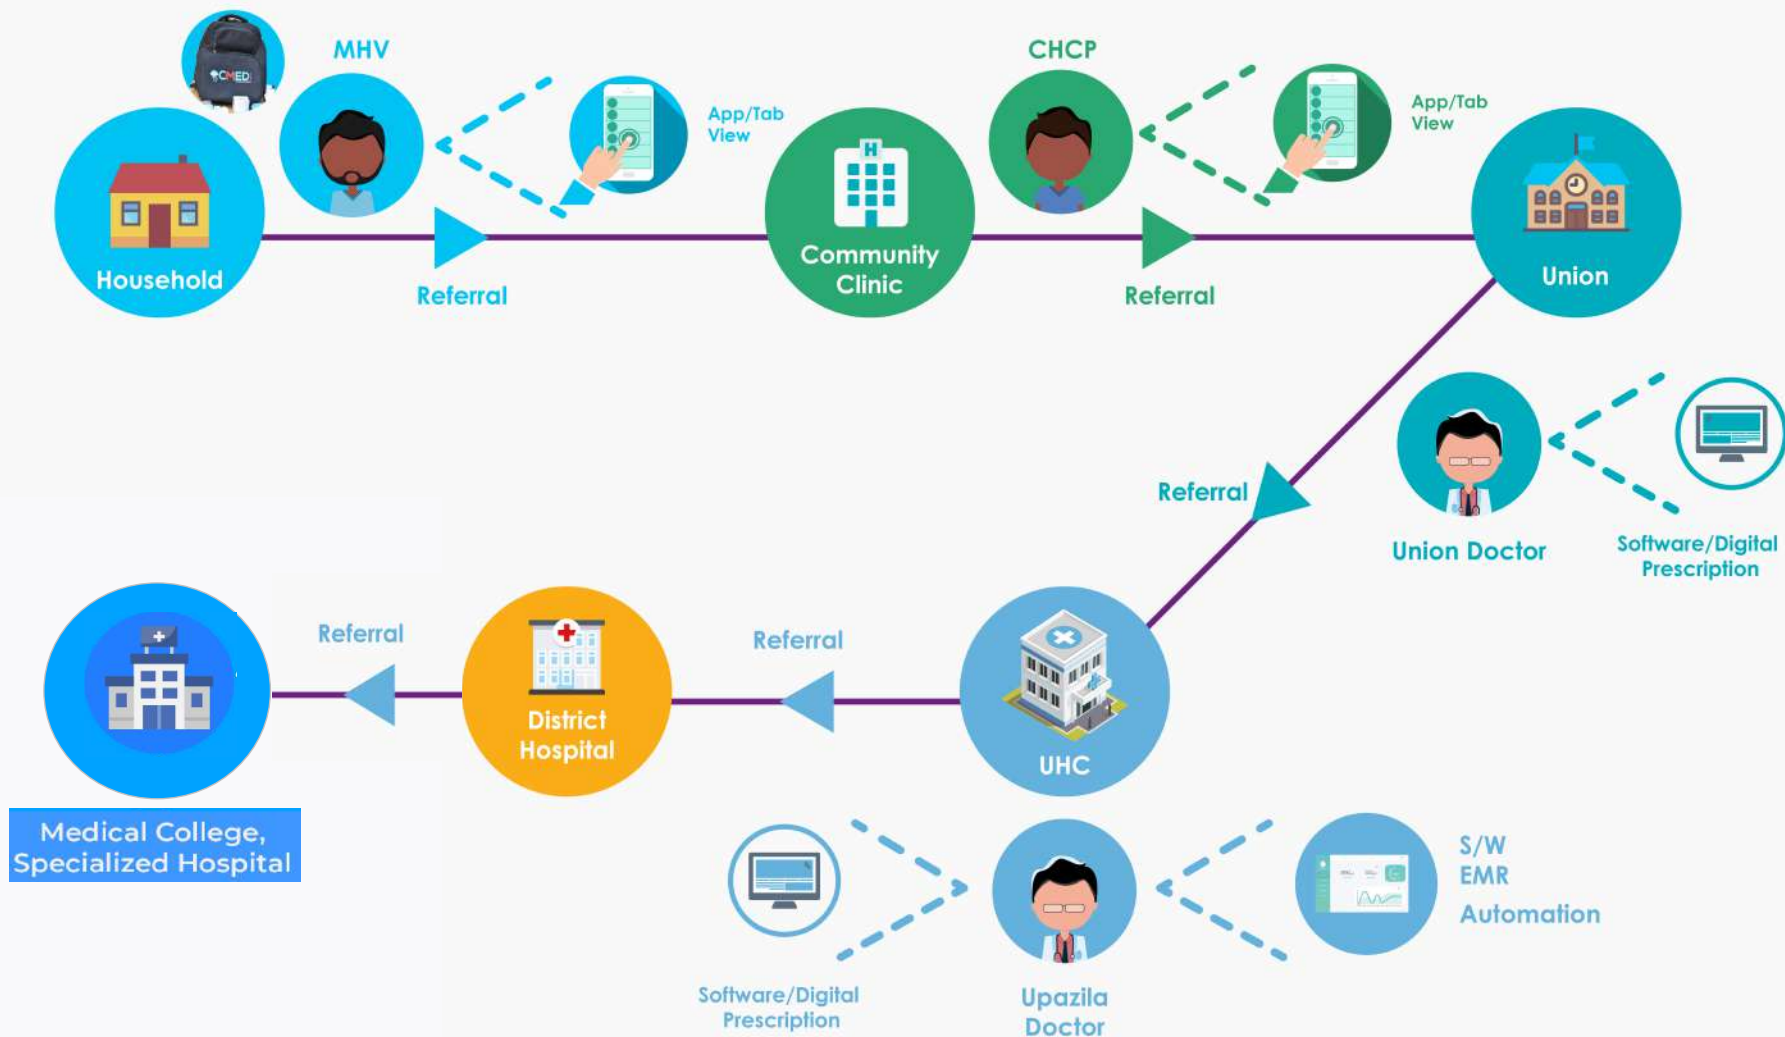 MHV
CMED
App/Tab
View
Household
Referral
Community
Clinic
H
CHCP
App/Tab
View
Referral
Union
Referral
Union Doctor
Software/Digital
Prescription
Referral
Referral
District
Hospital
UHC
Medical College,
Specialized Hospital
Software/Digital
Prescription
Upazila
Doctor
S/W
EMR
Automation